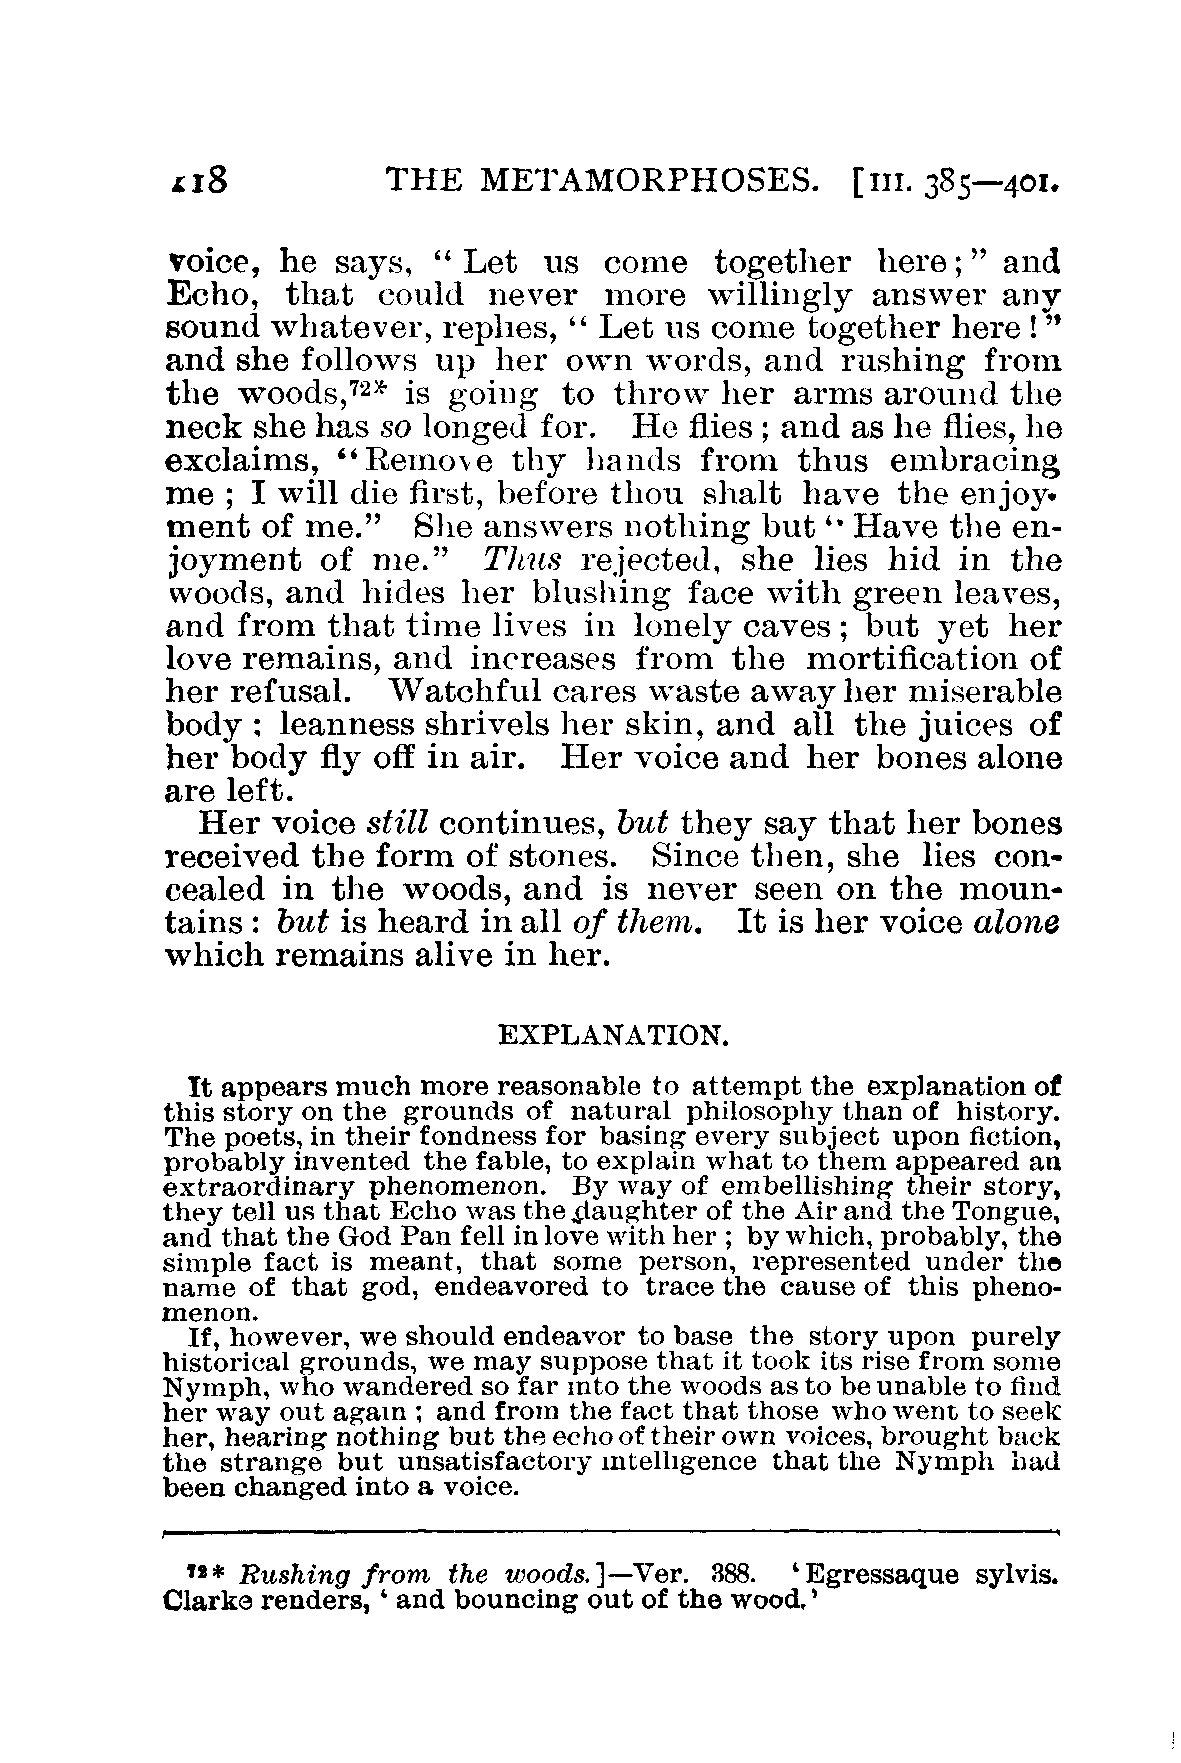 118 THE METAMORPHOSES. [III. 385—401.
voice, he says, “ Let us come together here ; ” and
Echo, that could never more willingly answer any
sound whatever, replies, “ Let us come together here ! ”
and she follows up her own words, and rushing from
the woods,72* is going to throw her arms around the
neck she has so longed for. He flies ; and as he flies, he
exclaims, “ Remove thy hands from thus embracing
me ; I will die first, before thou shalt have the enjoy-
ment of me.” She answers nothing but “ Have the en-
joyment of me.” Thus rejected, she lies hid in the
woods, and hides her blushing face with green leaves,
and from that time lives in lonely caves ; but yet her
love remains, and increases from the mortification of
her refusal. Watchful cares waste away her miserable
body ; leanness shrivels her skin, and all the juices of
her body fly off in air. Her voice and her bones alone
are left.
Her voice still continues, but they say that her bones
received the form of stones. Since then, she lies con-
cealed in the woods, and is never seen on the moun-
tains : but is heard in all of them. It is her voice alone
which remains alive in her.
EXPLANATION.
It appears much more reasonable to attempt the explanation of
this story on the grounds of natural philosophy than of history.
The poets, in their fondness for basing every subject upon fiction,
probably invented the fable, to explain what to them appeared an
extraordinary phenomenon. By way of embellishing their story,
they tell us that Echo was the daughter of the Air and the Tongue,
and that the God Pan fell in love with her ; by which, probably, the
simple fact is meant, that some person, represented under the
name of that god, endeavored to trace the cause of this pheno-
menon.
If, however, we should endeavor to base the story upon purely
historical grounds, we may suppose that it took its rise from some
Nymph, who wandered so far into the woods as to be unable to find
her way out again ; and from the fact that those who went to seek
her, hearing nothing but the echo of their own voices, brought back
the strange but unsatisfactory intelligence that the Nymph had
been changed into a voice.
72* Rushing from the woods.]—Ver. 388. ‘ Egressaque sylvis.
Clarke renders, ‘ and bouncing out of the wood.’